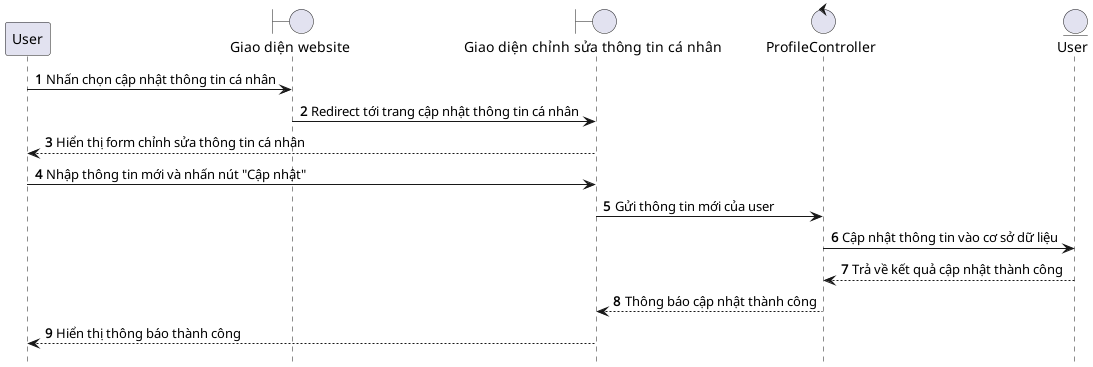 User
Giao diện website
Giao diện chỉnh sửa thông tin cá nhân
ProfileController
User
1 Nhấn chọn cập nhật thông tin cá nhân
2 Redirect tới trang cập nhật thông tin cá nhân
3 Hiển thị form chỉnh sửa thông tin cá nhân
4 Nhập thông tin mới và nhấn nút "Cập nhật"
5 Gửi thông tin mới của user
6 Cập nhật thông tin vào cơ sở dữ liệu
7 Trả về kết quả cập nhật thành công
8 Thông báo cập nhật thành công
9 Hiển thị thông báo thành công